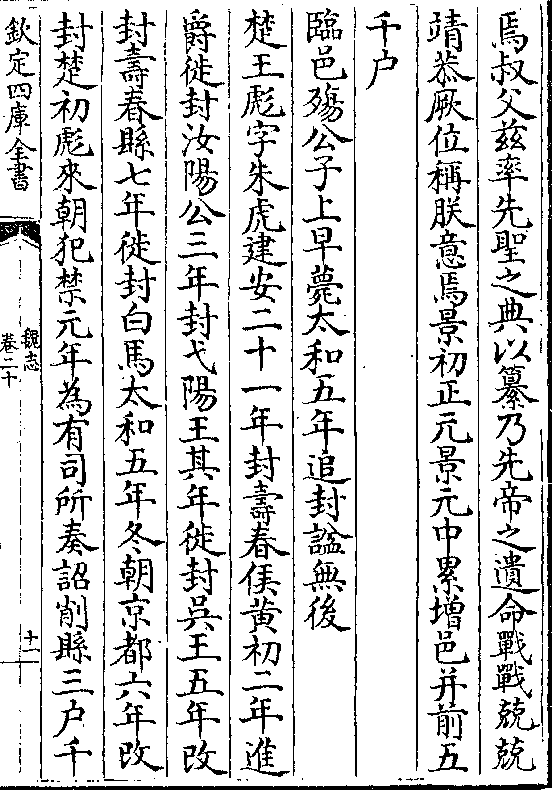 焉叔父茲率先聖之典以纂乃先帝之遺命戰戰兢兢
靖恭厥位稱朕意焉景初正元景元中累增邑并前五
千户
臨邑殤公子上早薨太和五年追封諡無後
楚王彪字朱虎建安二十一年封壽春侯黄初二年進
爵徙封汝陽公三年封弋陽王其年徙封吳王五年改
封壽春縣七年徙封白馬太和五年冬朝京都六年改
封楚初彪來朝犯禁元年為有司所奏詔削縣三户千
欽定四庫全書
魏志
卷二十
十一